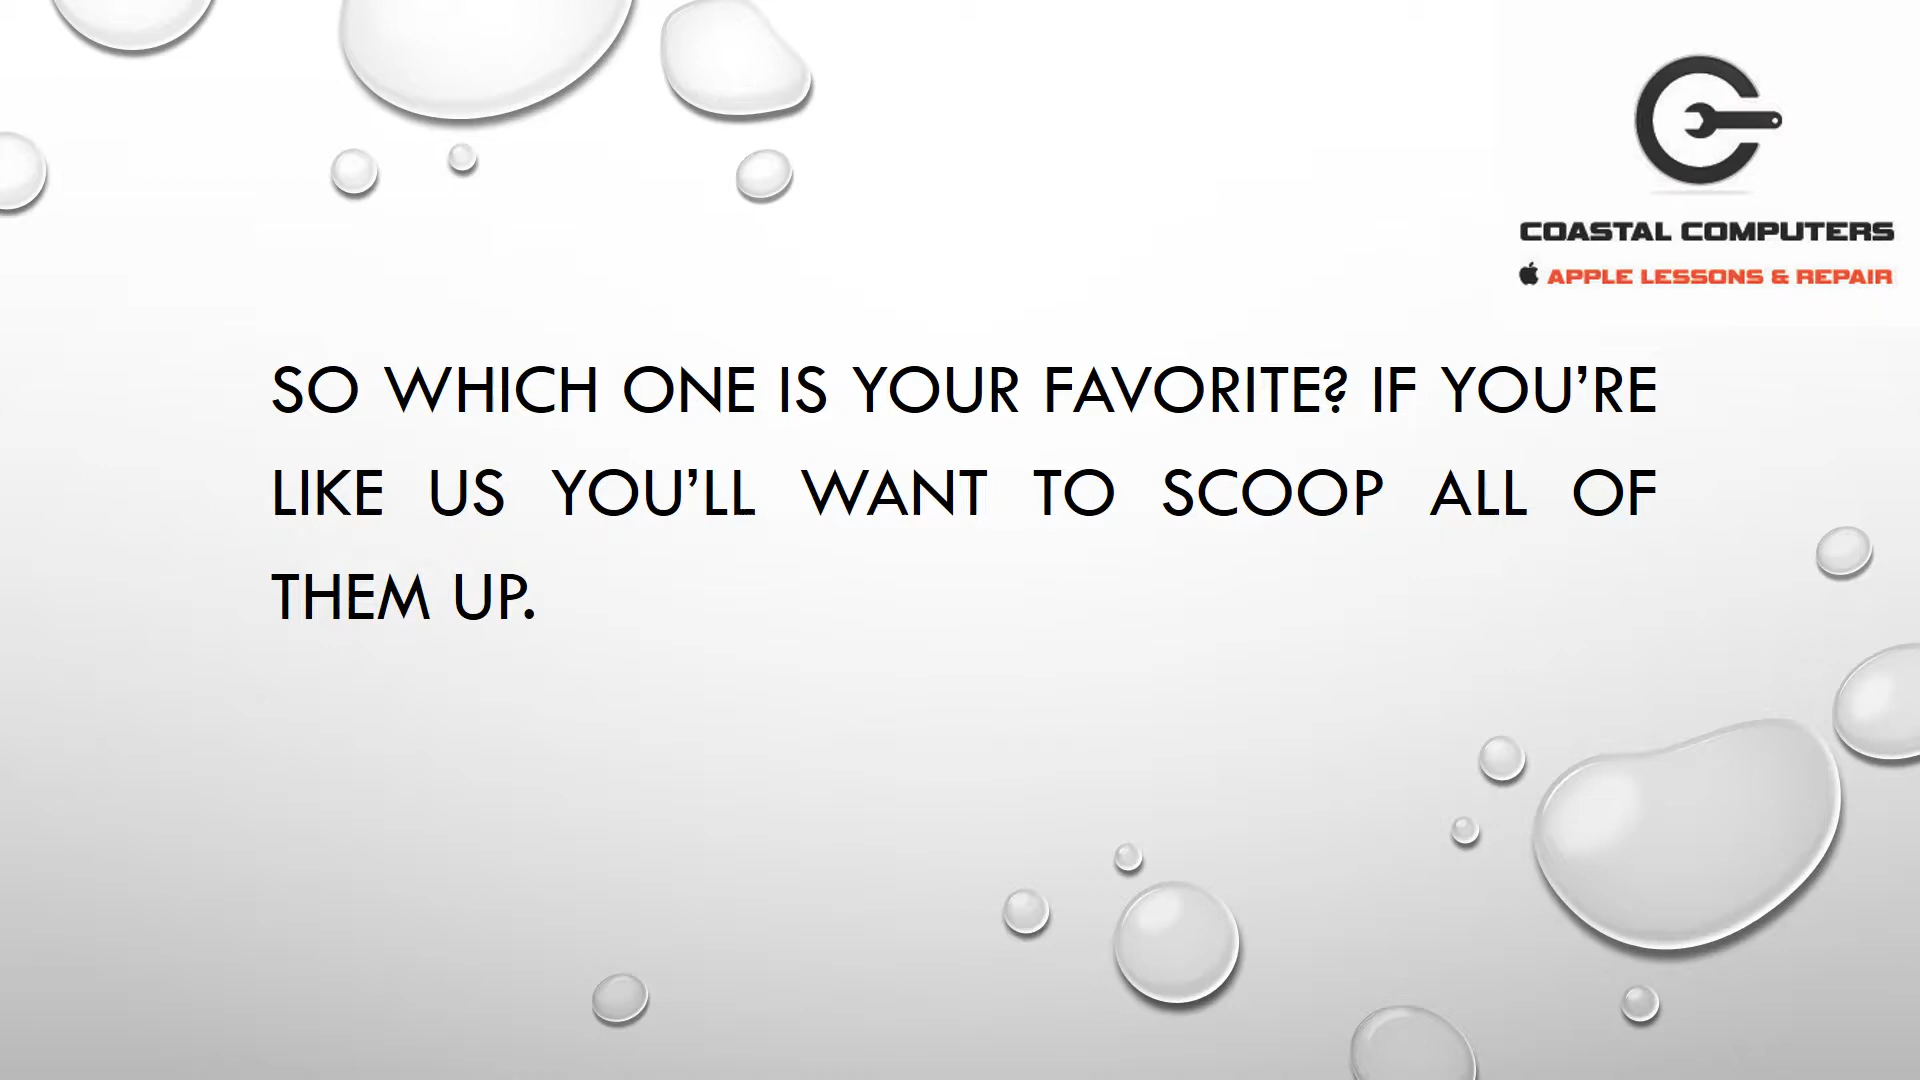 COASTAL COMPUTERS
APPLE LESSONS & REPAIR
SO WHICH ONE IS YOUR FAVORITE? IF YOU’RE
LIKE US YOU’LL WANT TO SCOOP ALL OF
THEM UP.